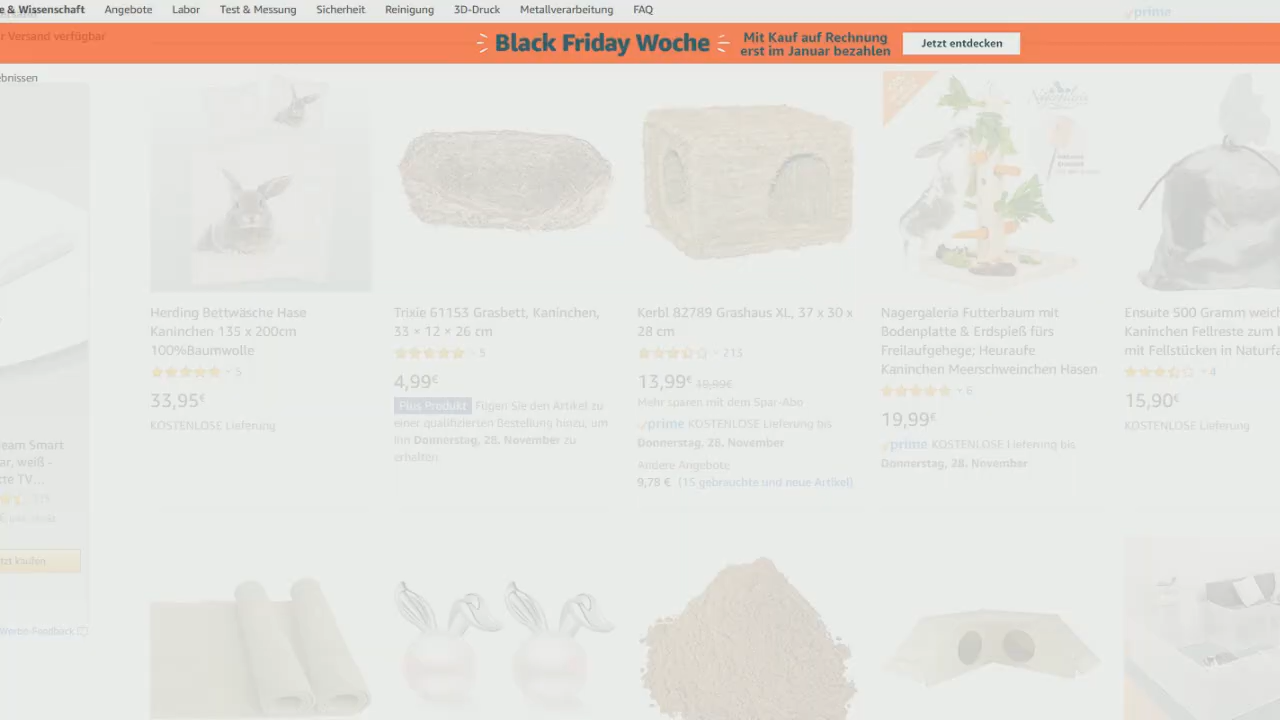 e & Wissenschaft Angebote Labor Test & Messung Sicherheit Reinigung 3D-Druck Metallverarbeitung FAQ
prime
r Versand verfügbar
Black Friday Woche
Mit Kauf auf Rechnung
erst im Januar bezahlen
Jetzt entdecken
ebnissen
Herding Bettwäsche Hase
Kaninchen 135 x 200cm
100%Baumwolle
5
33,95€
KOSTENLOSE Lieferung
Trixie 61153 Grasbett, Kaninchen,
33 × 12 × 26 cm
5
4,99€
Plus Produkt Fügen Sie den Artikel zu
einer qualifizierten Bestellung hinzu, um
ihn Donnerstag, 28. November zu
erhalten
Kerbl 82789 Grashaus XL, 37 x 30 x
28 cm
213
13,99€ 18,99€
Mehr sparen mit dem Spar-Abo
prime KOSTENLOSE Lieferung bis
Donnerstag, 28. November
Andere Angebote
9,78 € (15 gebrauchte und neue Artikel)
Nagergaleria
Nagergaleria Futterbaum mit
Bodenplatte & Erdspieß fürs
Freilaufgehege; Heuraufe
Kaninchen Meerschweinchen Hasen
6
19,99€
prime KOSTENLOSE Lieferung bis
Donnerstag, 28. November
Ensuite 500 Gramm weich
Kaninchen Fellreste zum
mit Fellstücken in Naturfa
4
15,90€
KOSTENLOSE Lieferung
eam Smart
ar, weiß -
tte TV...
315
tzt kaufen
Werbe-Feedback